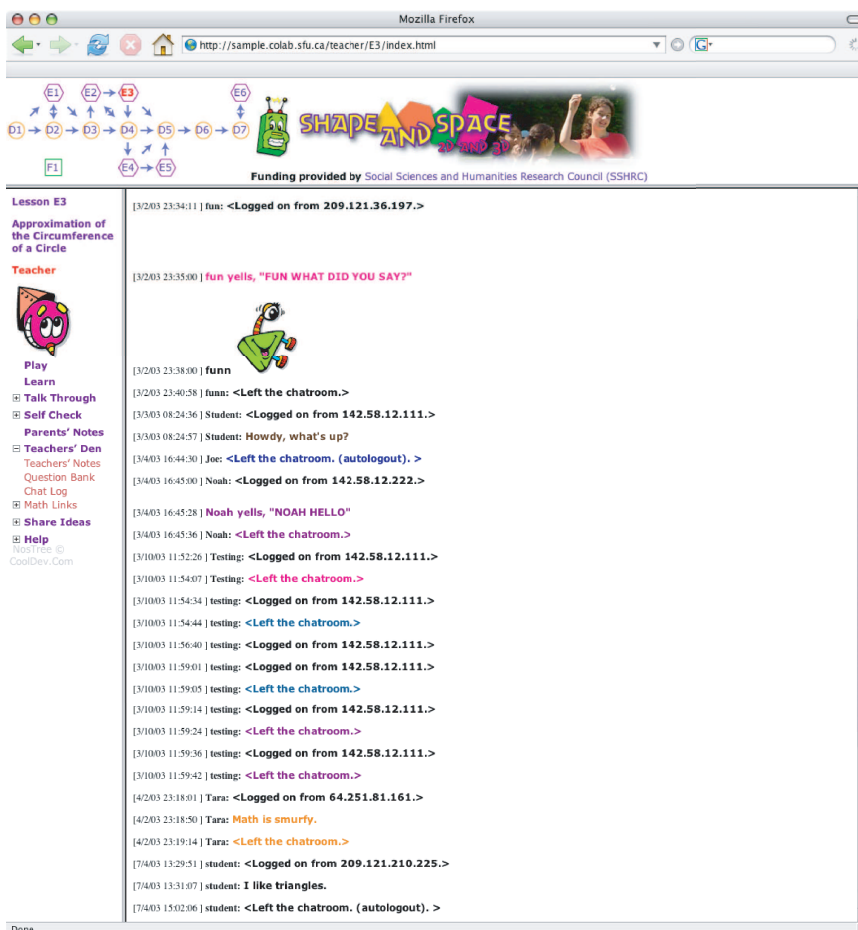 Mozilla Firefox
http://sample.colab.sfu.ca/teacher/E3/index.html
G
E1 E2 E3 E6
D1 D2 D3 D4 D5 D6 D7
F1 E4 E5
SHAPE AND SPACE
2D AND 3D
Funding provided by Social Sciences and Humanities Research Council (SSHRC)
Lesson E3
Approximation of
the Circumference
of a Circle
Teacher
Play
Learn
Talk Through
Self Check
Parents' Notes
Teachers' Den
Teachers' Notes
Question Bank
Chat Log
Math Links
Share Ideas
Help
NosTree ©
CoolDev.Com
[3/2/03 23:34:11 ] fun: <Logged on from 209.121.36.197.>
[3/2/03 23:35:00 ] fun yells, "FUN WHAT DID YOU SAY?"
[3/2/03 23:38:00 ] funn
[3/2/03 23:40:58 ] funn: <Left the chatroom.>
[3/3/03 08:24:36 ] Student: <Logged on from 142.58.12.111.>
[3/3/03 08:24:57 ] Student: Howdy, what's up?
[3/4/03 16:44:30 ] Joe: <Left the chatroom. (autologout). >
[3/4/03 16:45:00 ] Noah: <Logged on from 142.58.12.222.>
[3/4/03 16:45:28 ] Noah yells, "NOAH HELLO"
[3/4/03 16:45:36 ] Noah: <Left the chatroom.>
[3/10/03 11:52:26 ] Testing: <Logged on from 142.58.12.111.>
[3/10/03 11:54:07 ] Testing: <Left the chatroom.>
[3/10/03 11:54:34 ] testing: <Logged on from 142.58.12.111.>
[3/10/03 11:54:44 ] testing: <Left the chatroom.>
[3/10/03 11:56:40 ] testing: <Logged on from 142.58.12.111.>
[3/10/03 11:59:01 ] testing: <Logged on from 142.58.12.111.>
[3/10/03 11:59:05 ] testing: <Left the chatroom.>
[3/10/03 11:59:14 ] testing: <Logged on from 142.58.12.111.>
[3/10/03 11:59:24 ] testing: <Left the chatroom.>
[3/10/03 11:59:36 ] testing: <Logged on from 142.58.12.111.>
[3/10/03 11:59:42 ] testing: <Left the chatroom.>
[4/2/03 23:18:01 ] Tara: <Logged on from 64.251.81.161.>
[4/2/03 23:18:50 ] Tara: Math is smurfy.
[4/2/03 23:19:14 ] Tara: <Left the chatroom.>
[7/4/03 13:29:51 ] student: <Logged on from 209.121.210.225.>
[7/4/03 13:31:07 ] student: I like triangles.
[7/4/03 15:02:06 ] student: <Left the chatroom. (autologout). >
Done